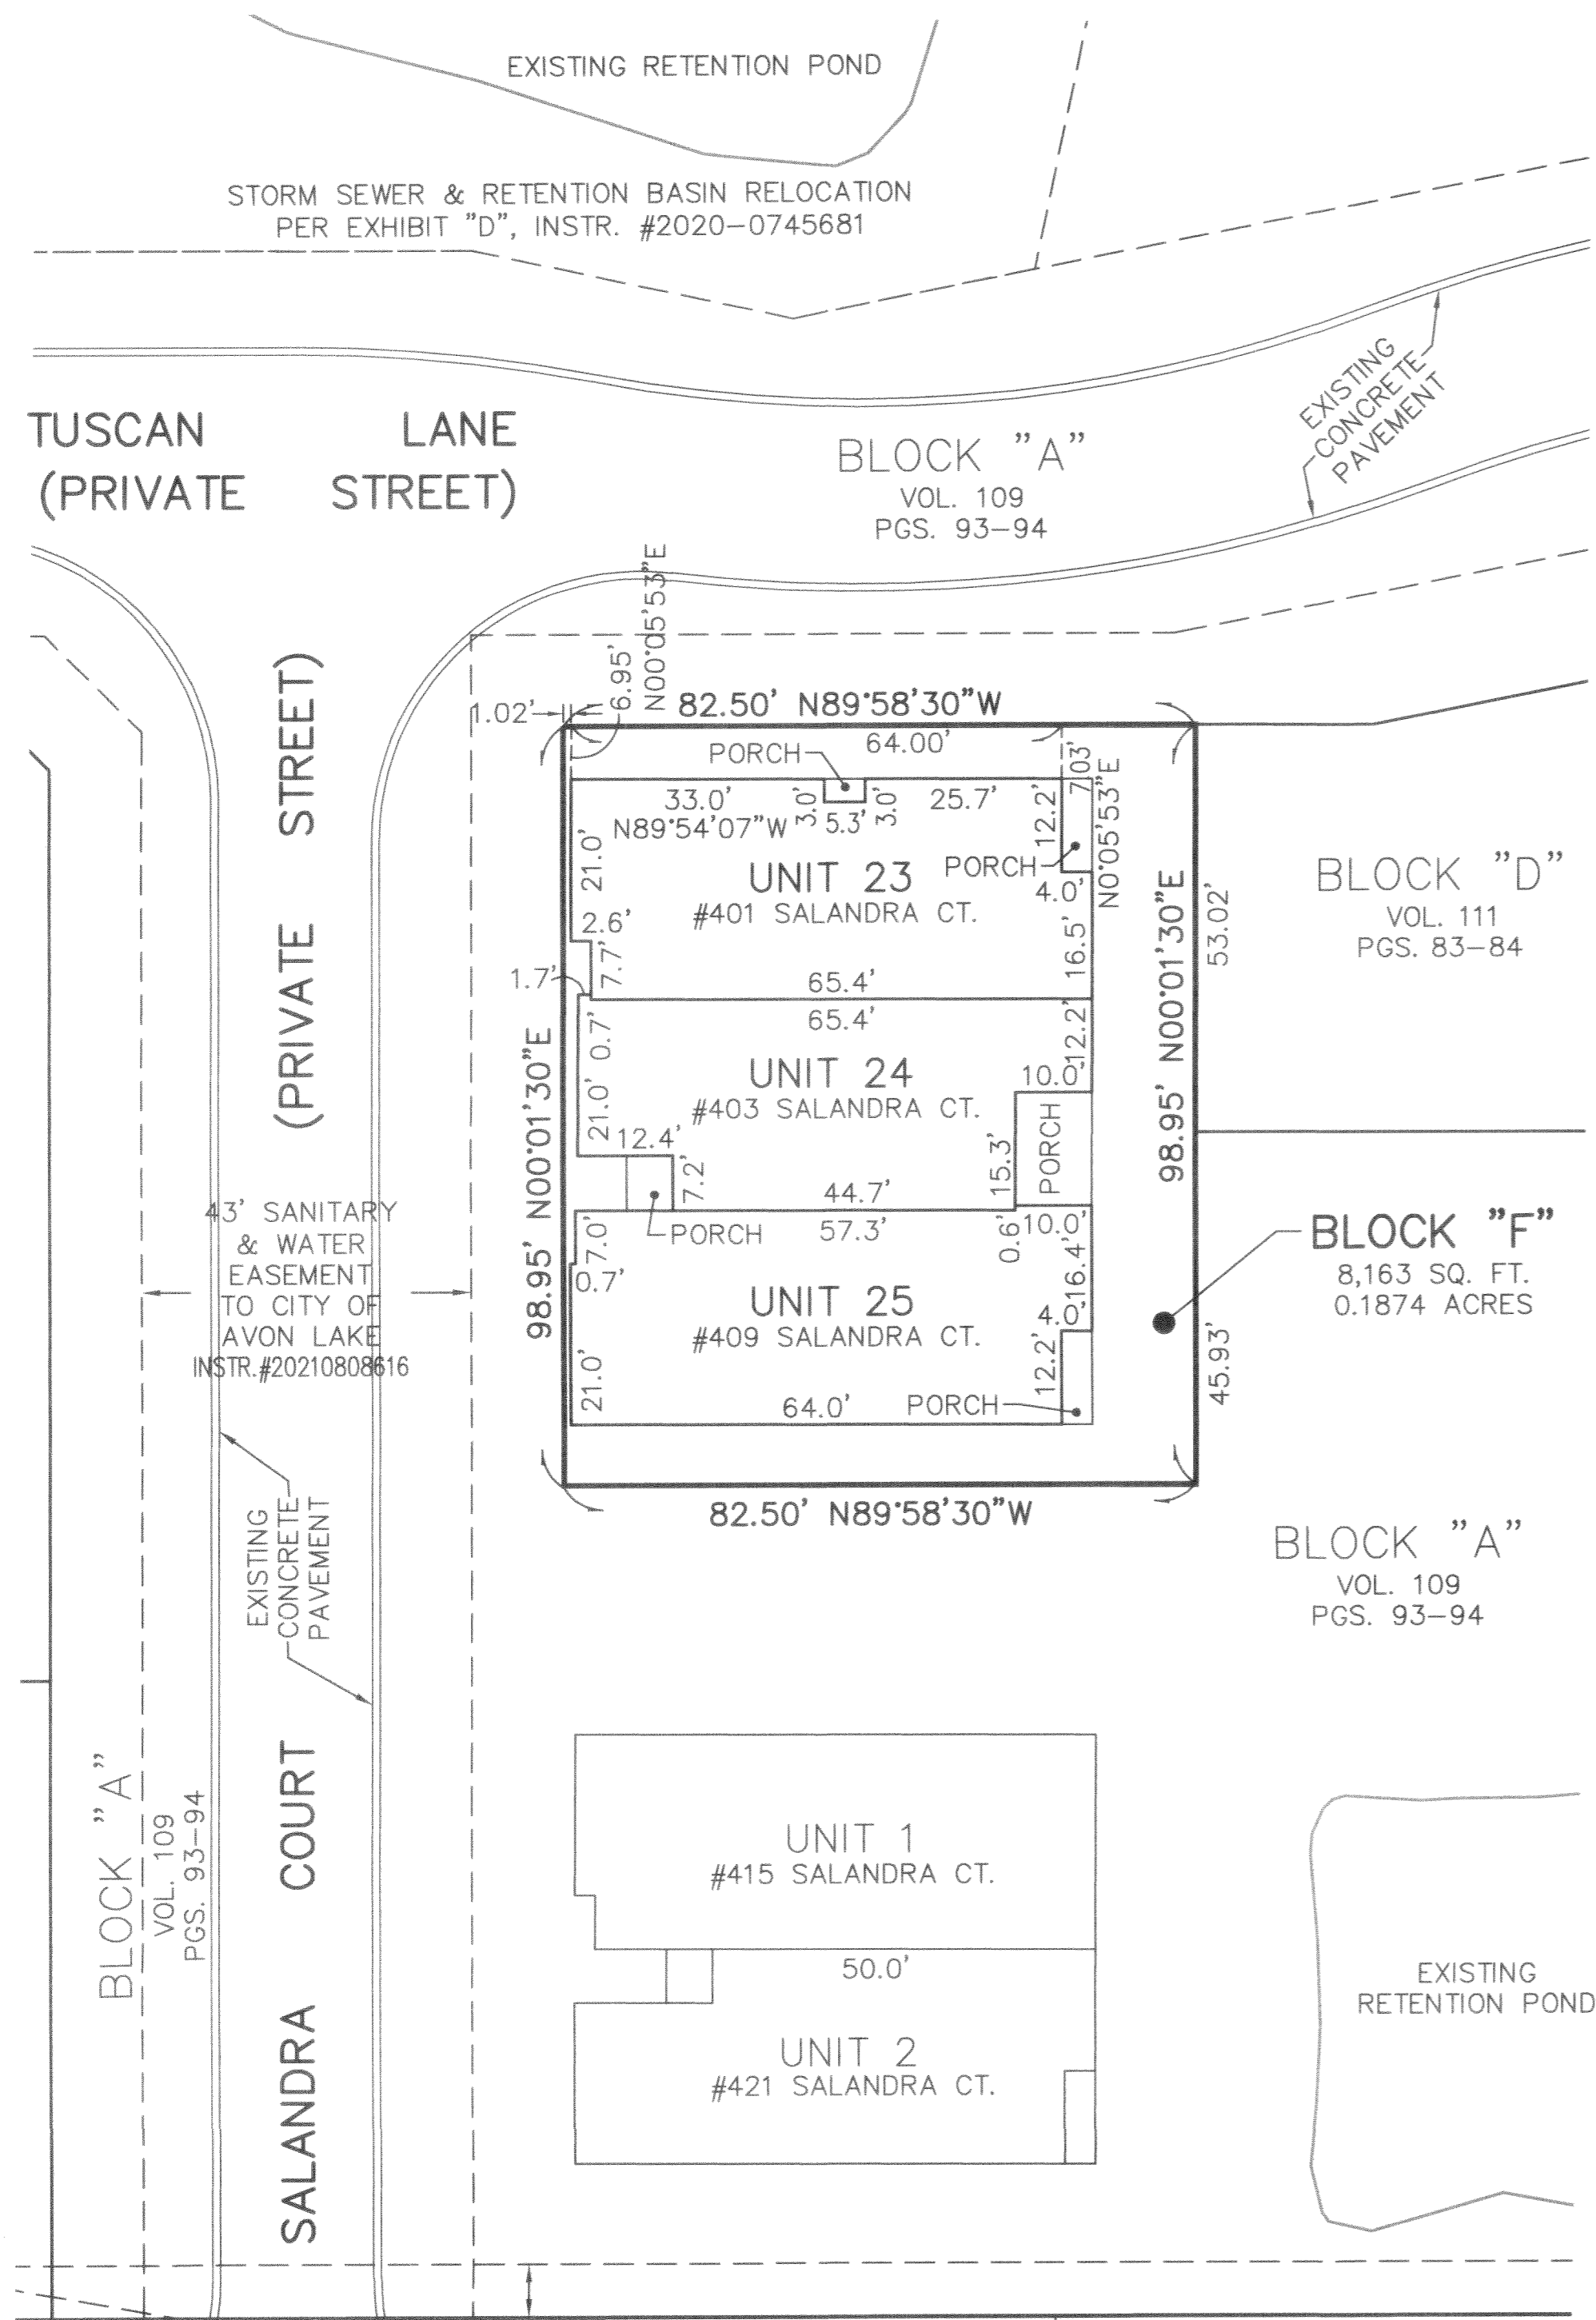 EXISTING RETENTION POND
STORM SEWER & RETENTION BASIN RELOCATION
PER EXHIBIT "D", INSTR. #2020-0745681
TUSCAN LANE
(PRIVATE STREET)
BLOCK "A"
VOL. 109
PGS. 93-94
EXISTING
CONCRETE
PAVEMENT
6.95'
N00°05'53"E
1.02'
82.50' N89°58'30"W
64.00'
PORCH
33.0'
N89°54'07"W
3.0'
5.3'
3.0'
25.7'
12.2'
7.03'
N0°05'53"E
21.0'
UNIT 23
#401 SALANDRA CT.
PORCH
4.0'
2.6'
7.7'
16.5'
1.7'
65.4'
98.95' N00°01'30"E
53.02'
BLOCK "D"
VOL. 111
PGS. 83-84
65.4'
0.7'
21.0'
12.2'
UNIT 24
#403 SALANDRA CT.
10.0'
PORCH
15.3'
12.4'
7.2'
44.7'
PORCH
98.95' N00°01'30"E
57.3'
7.0'
0.7'
0.6'
10.0'
16.4'
UNIT 25
#409 SALANDRA CT.
4.0'
12.2'
21.0'
64.0'
PORCH
45.93'
BLOCK "F"
8,163 SQ. FT.
0.1874 ACRES
82.50' N89°58'30"W
43' SANITARY
& WATER
EASEMENT
TO CITY OF
AVON LAKE
INSTR.#20210808616
EXISTING
CONCRETE
PAVEMENT
SALANDRA COURT (PRIVATE STREET)
BLOCK "A"
VOL. 109
PGS. 93-94
BLOCK "A"
VOL. 109
PGS. 93-94
UNIT 1
#415 SALANDRA CT.
50.0'
UNIT 2
#421 SALANDRA CT.
EXISTING
RETENTION POND